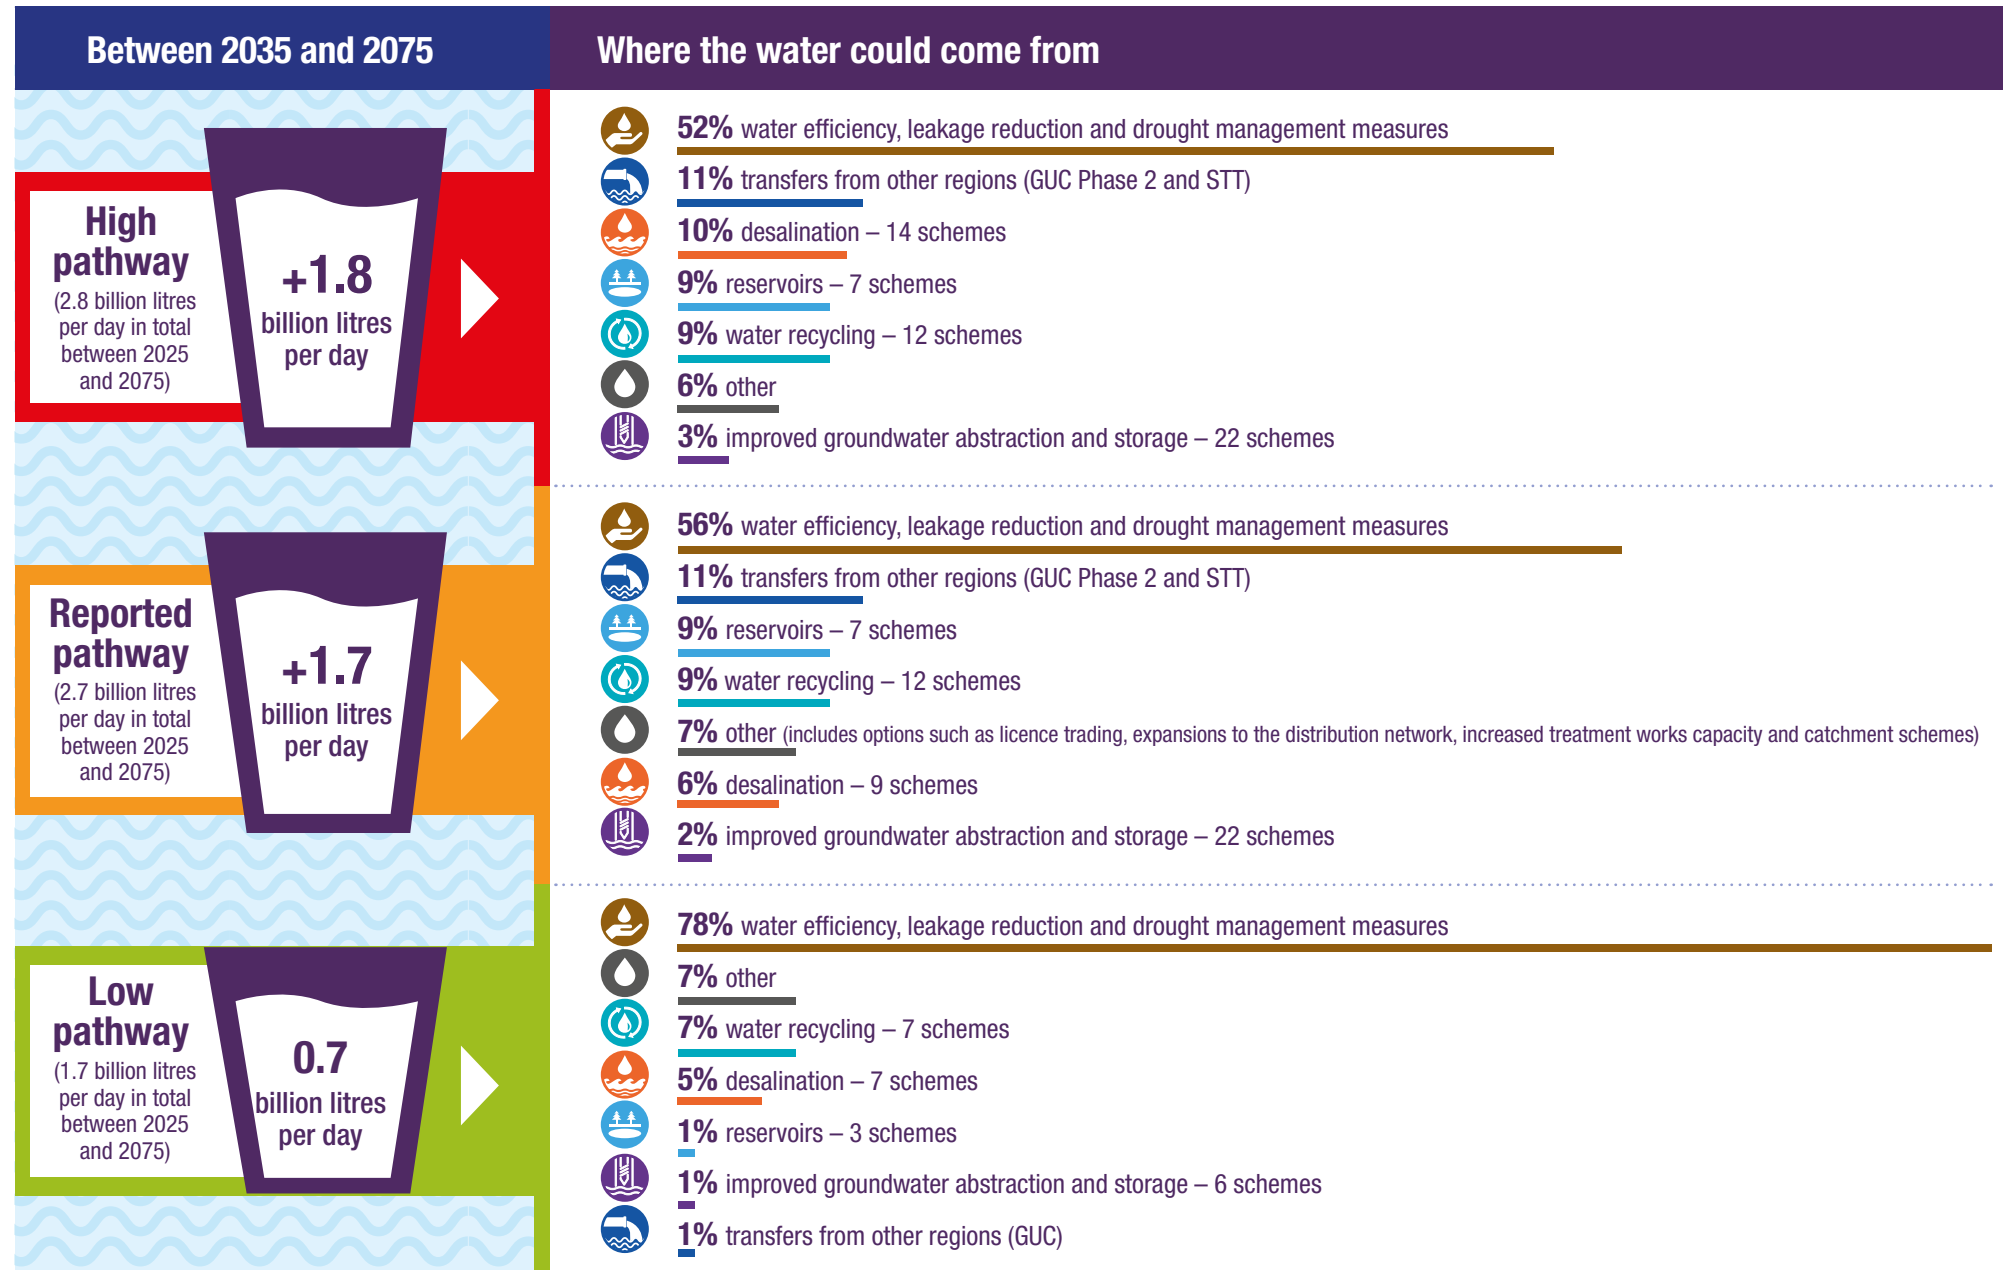 Between 2035 and 2075
Where the water could come from
High
pathway
(2.8 billion litres
per day in total
between 2025
and 2075)
+1.8
billion litres
per day
52% water efficiency, leakage reduction and drought management measures
11% transfers from other regions (GUC Phase 2 and STT)
10% desalination – 14 schemes
9% reservoirs – 7 schemes
9% water recycling – 12 schemes
6% other
3% improved groundwater abstraction and storage – 22 schemes
Reported
pathway
(2.7 billion litres
per day in total
between 2025
and 2075)
+1.7
billion litres
per day
56% water efficiency, leakage reduction and drought management measures
11% transfers from other regions (GUC Phase 2 and STT)
9% reservoirs – 7 schemes
9% water recycling – 12 schemes
7% other (includes options such as licence trading, expansions to the distribution network, increased treatment works capacity and catchment schemes)
6% desalination – 9 schemes
2% improved groundwater abstraction and storage – 22 schemes
Low
pathway
(1.7 billion litres
per day in total
between 2025
and 2075)
0.7
billion litres
per day
78% water efficiency, leakage reduction and drought management measures
7% other
7% water recycling – 7 schemes
5% desalination – 7 schemes
1% reservoirs – 3 schemes
1% improved groundwater abstraction and storage – 6 schemes
1% transfers from other regions (GUC)